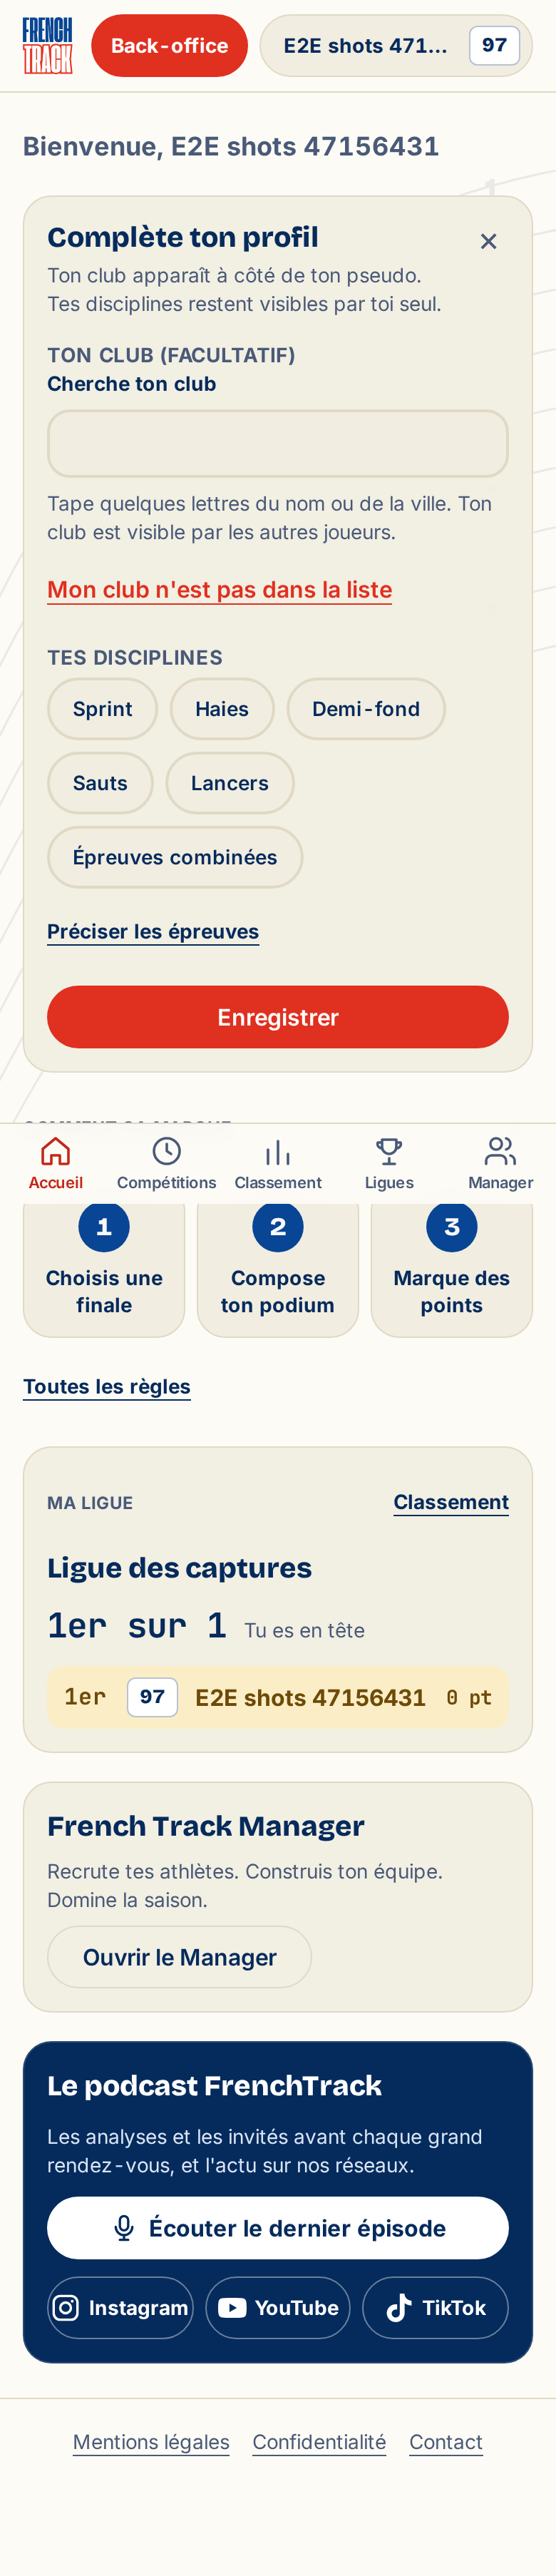 FRENCH
TRACK
Back-office
E2E shots 471...
97
Bienvenue, E2E shots 47156431
Complète ton profil
Ton club apparaît à côté de ton pseudo.
Tes disciplines restent visibles par toi seul.
TON CLUB (FACULTATIF)
Cherche ton club
Tape quelques lettres du nom ou de la ville. Ton
club est visible par les autres joueurs.
Mon club n'est pas dans la liste
TES DISCIPLINES
Sprint
Haies
Demi-fond
Sauts
Lancers
Épreuves combinées
Préciser les épreuves
Enregistrer
Accueil
Compétitions
Classement
Ligues
Manager
1
2
3
Choisis une
finale
Compose
ton podium
Marque des
points
Toutes les règles
MA LIGUE
Classement
Ligue des captures
1er sur 1 Tu es en tête
1er 97 E2E shots 47156431 0 pt
French Track Manager
Recrute tes athlètes. Construis ton équipe.
Domine la saison.
Ouvrir le Manager
Le podcast FrenchTrack
Les analyses et les invités avant chaque grand
rendez-vous, et l'actu sur nos réseaux.
Écouter le dernier épisode
Instagram
YouTube
TikTok
Mentions légales
Confidentialité
Contact